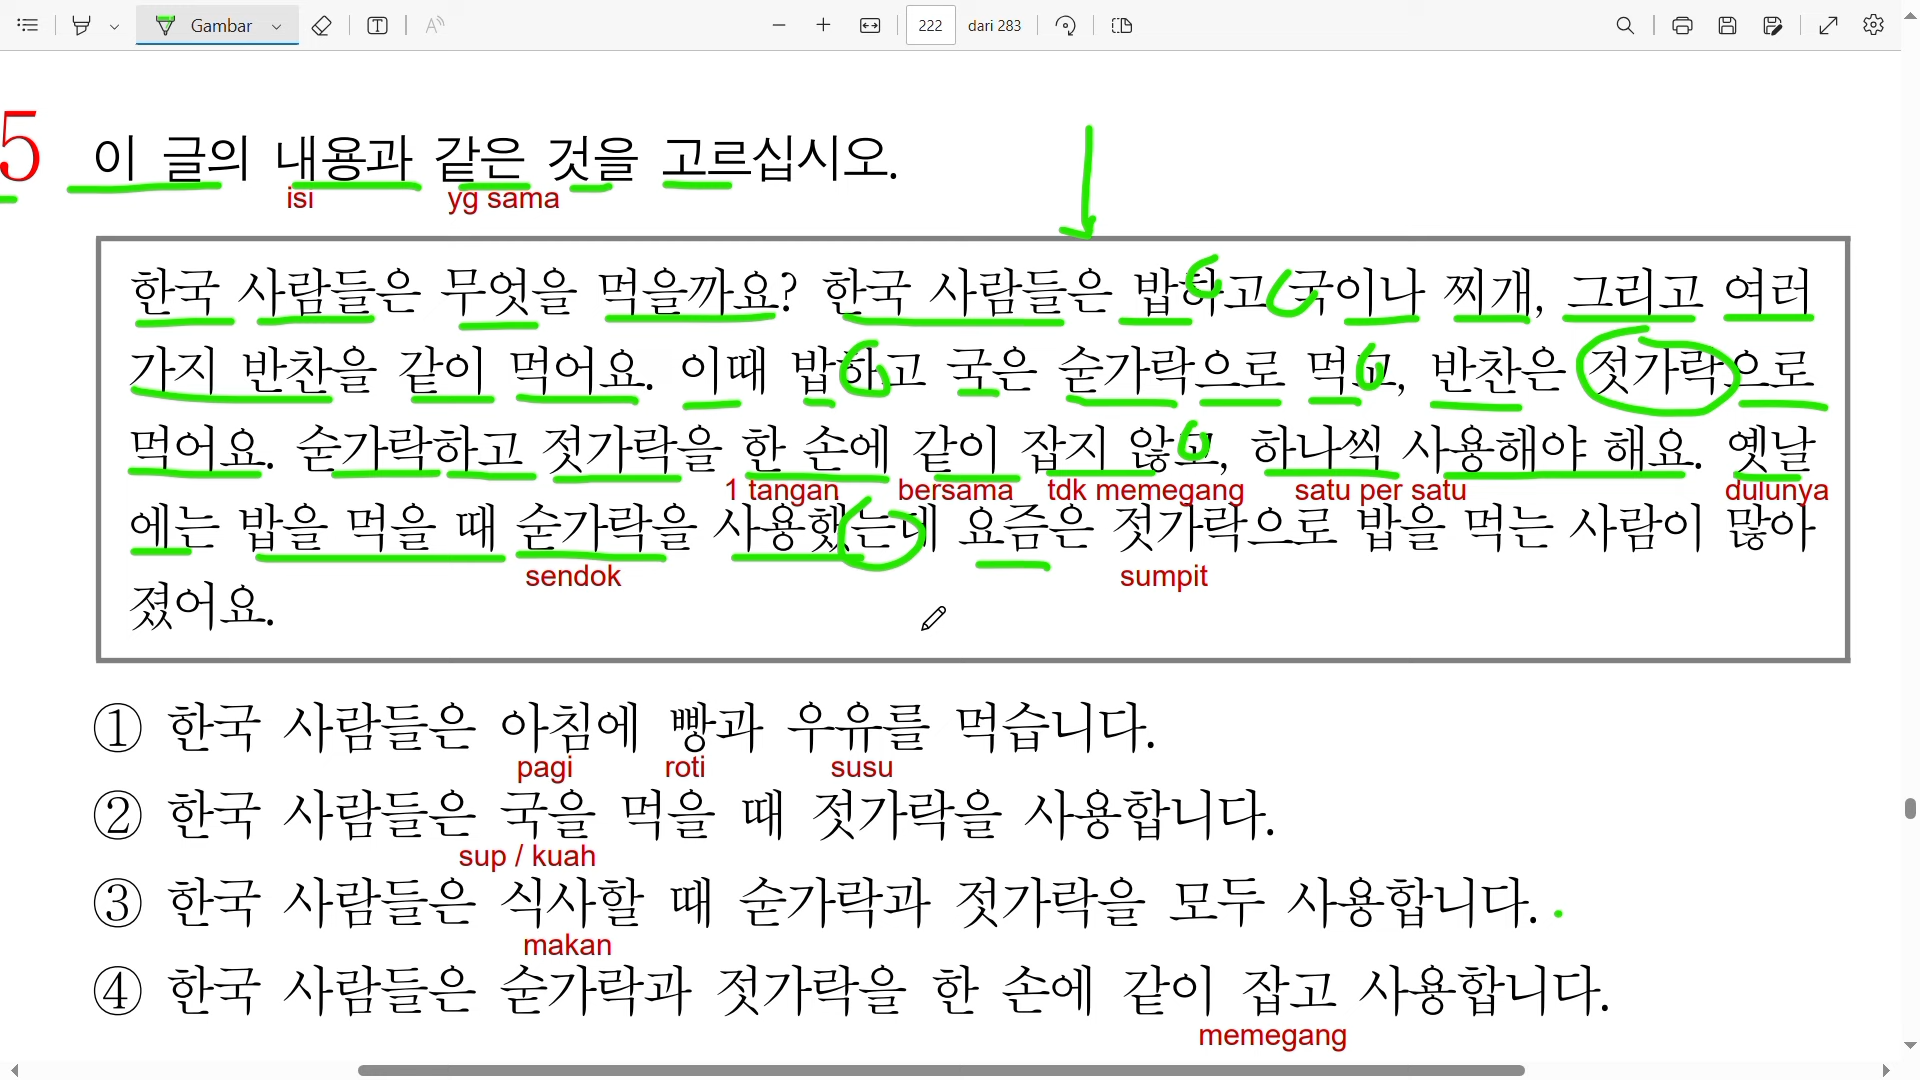 Gambar 222 dari 283
5 이 글의 내용과 같은 것을 고르십시오.
isi yg sama
한국 사람들은 무엇을 먹을까요? 한국 사람들은 밥하고 국이나 찌개, 그리고 여러
가지 반찬을 같이 먹어요. 이때 밥하고 국은 숟가락으로 먹고, 반찬은 젓가락으로
먹어요. 숟가락하고 젓가락을 한 손에 같이 잡지 않고, 하나씩 사용해야 해요. 옛날
1 tangan bersama tdk memegang satu per satu dulunya
에는 밥을 먹을 때 숟가락을 사용했는데 요즘은 젓가락으로 밥을 먹는 사람이 많아
sendok sumpit
졌어요.
① 한국 사람들은 아침에 빵과 우유를 먹습니다.
pagi roti susu
② 한국 사람들은 국을 먹을 때 젓가락을 사용합니다.
sup / kuah
③ 한국 사람들은 식사할 때 숟가락과 젓가락을 모두 사용합니다.
makan
④ 한국 사람들은 숟가락과 젓가락을 한 손에 같이 잡고 사용합니다.
memegang